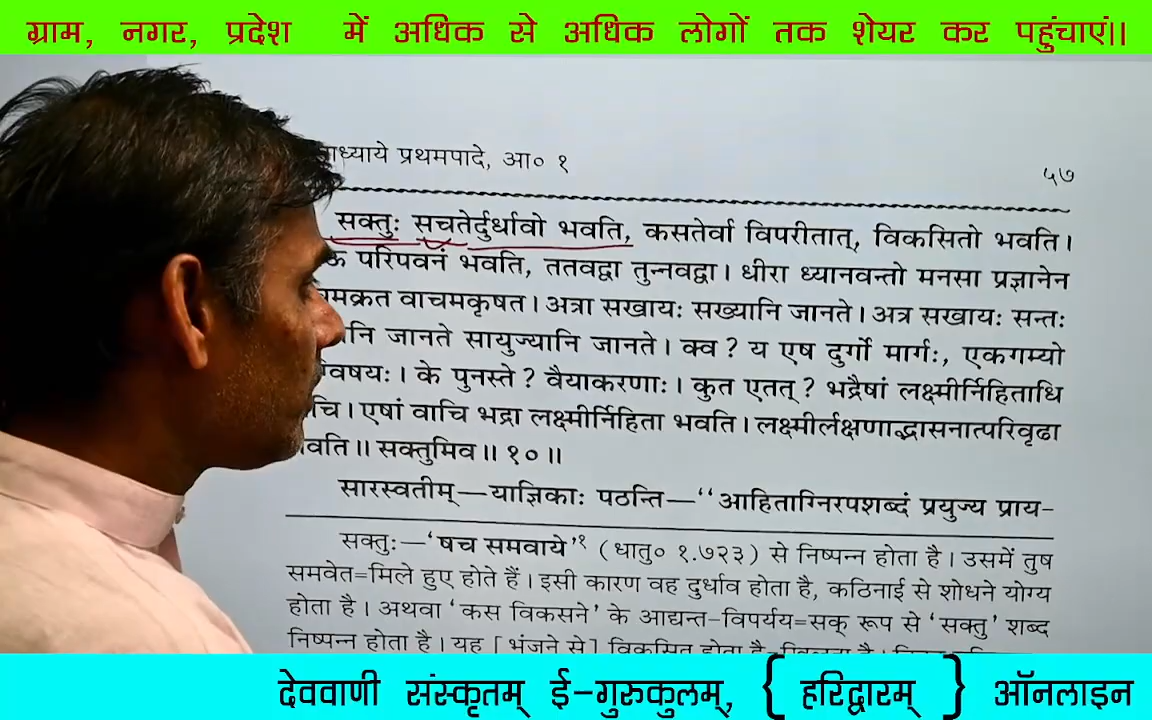 ग्राम, नगर, प्रदेश में अधिक से अधिक लोगों तक शेयर कर पहुंचाएं।।
प्रथमपादे, आ० १
५७
सक्तुः सचतेर्दुर्धावो भवति, कसतेर्वा विपरीतात्, विकसितो भवति।
परिपवनं भवति, ततवद्वा तुन्नवद्वा। धीरा ध्यानवन्तो मनसा प्रज्ञानेन
वाचमकृषत। अत्रा सखायः सख्यानि जानते। अत्र सखायः सन्तः
जानते सायुज्यानि जानते। क्व? य एष दुर्गो मार्गः, एकगम्यो
के पुनस्ते? वैयाकरणाः। कुत एतत्? भद्रैषां लक्ष्मीर्निहिताधि
एषां वाचि भद्रा लक्ष्मीर्निहिता भवति। लक्ष्मीर्लक्षणाद्भासनात्परिवृढा
॥ सक्तुमिव॥ १०॥
सारस्वतीम्—याज्ञिकाः पठन्ति—‘‘आहिताग्निरपशब्दं प्रयुज्य प्राय-
सक्तुः—‘षच समवाये’१ (धातु० १.७२३) से निष्पन्न होता है। उसमें तुष
समवेत=मिले हुए होते हैं। इसी कारण वह दुर्धाव होता है, कठिनाई से शोधने योग्य
होता है। अथवा ‘कस विकसने’ के आद्यन्त-विपर्यय=सक् रूप से ‘सक्तु’ शब्द
निष्पन्न होता है। यह [ भूंजने से] विकसित होता है
देववाणी संस्कृतम् ई-गुरुकुलम्, { हरिद्वारम् } ऑनलाइन